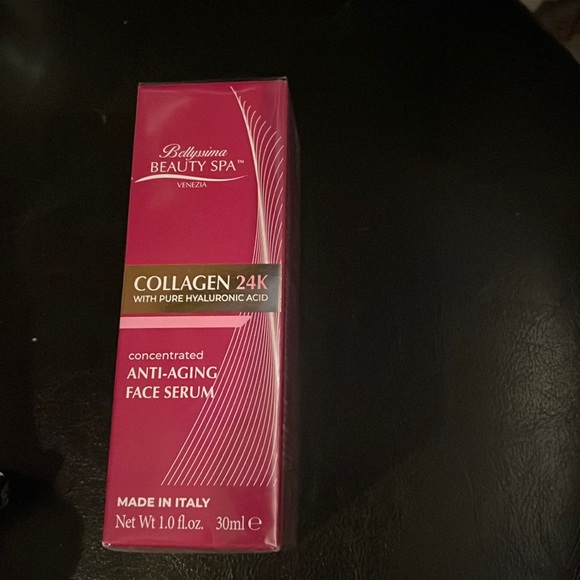 Bellyssima
BEAUTY SPA™
VENEZIA
COLLAGEN 24K
WITH PURE HYALURONIC ACID
concentrated
ANTI-AGING
FACE SERUM
MADE IN ITALY
Net Wt 1.0 fl.oz. 30ml ℮